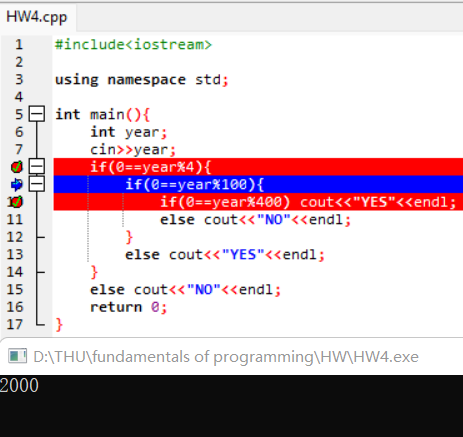 HW4.cpp
1 #include<iostream>
2
3 using namespace std;
4
5 int main(){
6 int year;
7 cin>>year;
if(0==year%4){
if(0==year%100){
if(0==year%400) cout<<"YES"<<endl;
11 else cout<<"NO"<<endl;
12 }
13 else cout<<"YES"<<endl;
14 }
15 else cout<<"NO"<<endl;
16 return 0;
17 }
D:\THU\fundamentals of programming\HW\HW4.exe
2000